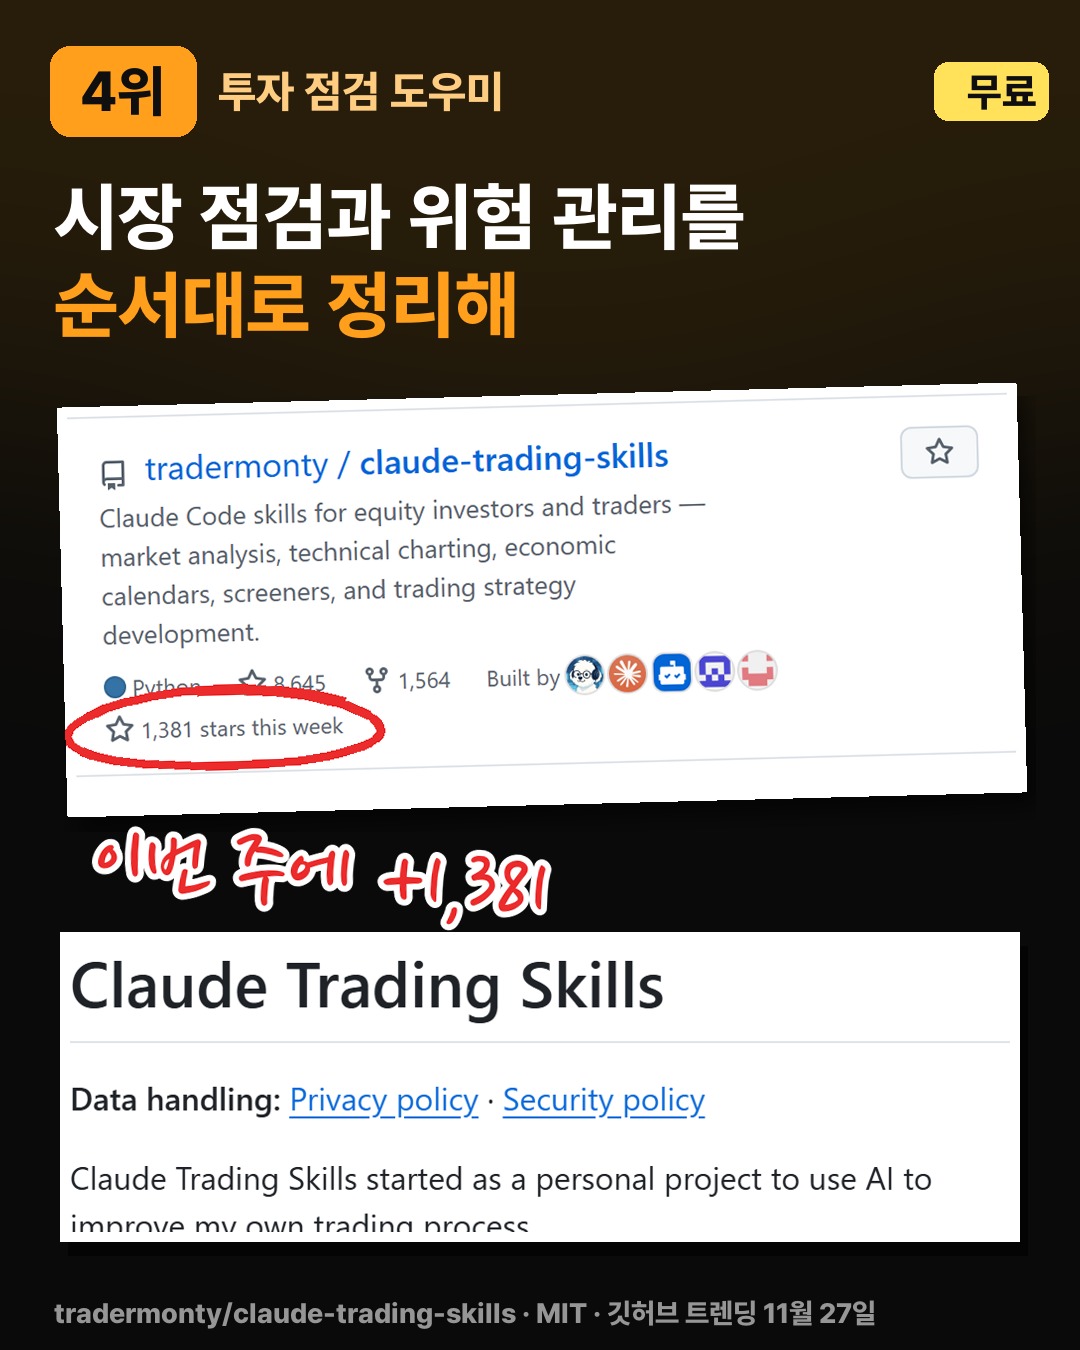 4위 투자 점검 도우미
무료
시장 점검과 위험 관리를
순서대로 정리해
tradermonty / claude-trading-skills
Claude Code skills for equity investors and traders —
market analysis, technical charting, economic
calendars, screeners, and trading strategy
development.
Python 8,645 1,564 Built by
1,381 stars this week
이번 주에 +1,381
Claude Trading Skills
Data handling: Privacy policy · Security policy
Claude Trading Skills started as a personal project to use AI to
improve my own trading process
tradermonty/claude-trading-skills · MIT · 깃허브 트렌딩 11월 27일